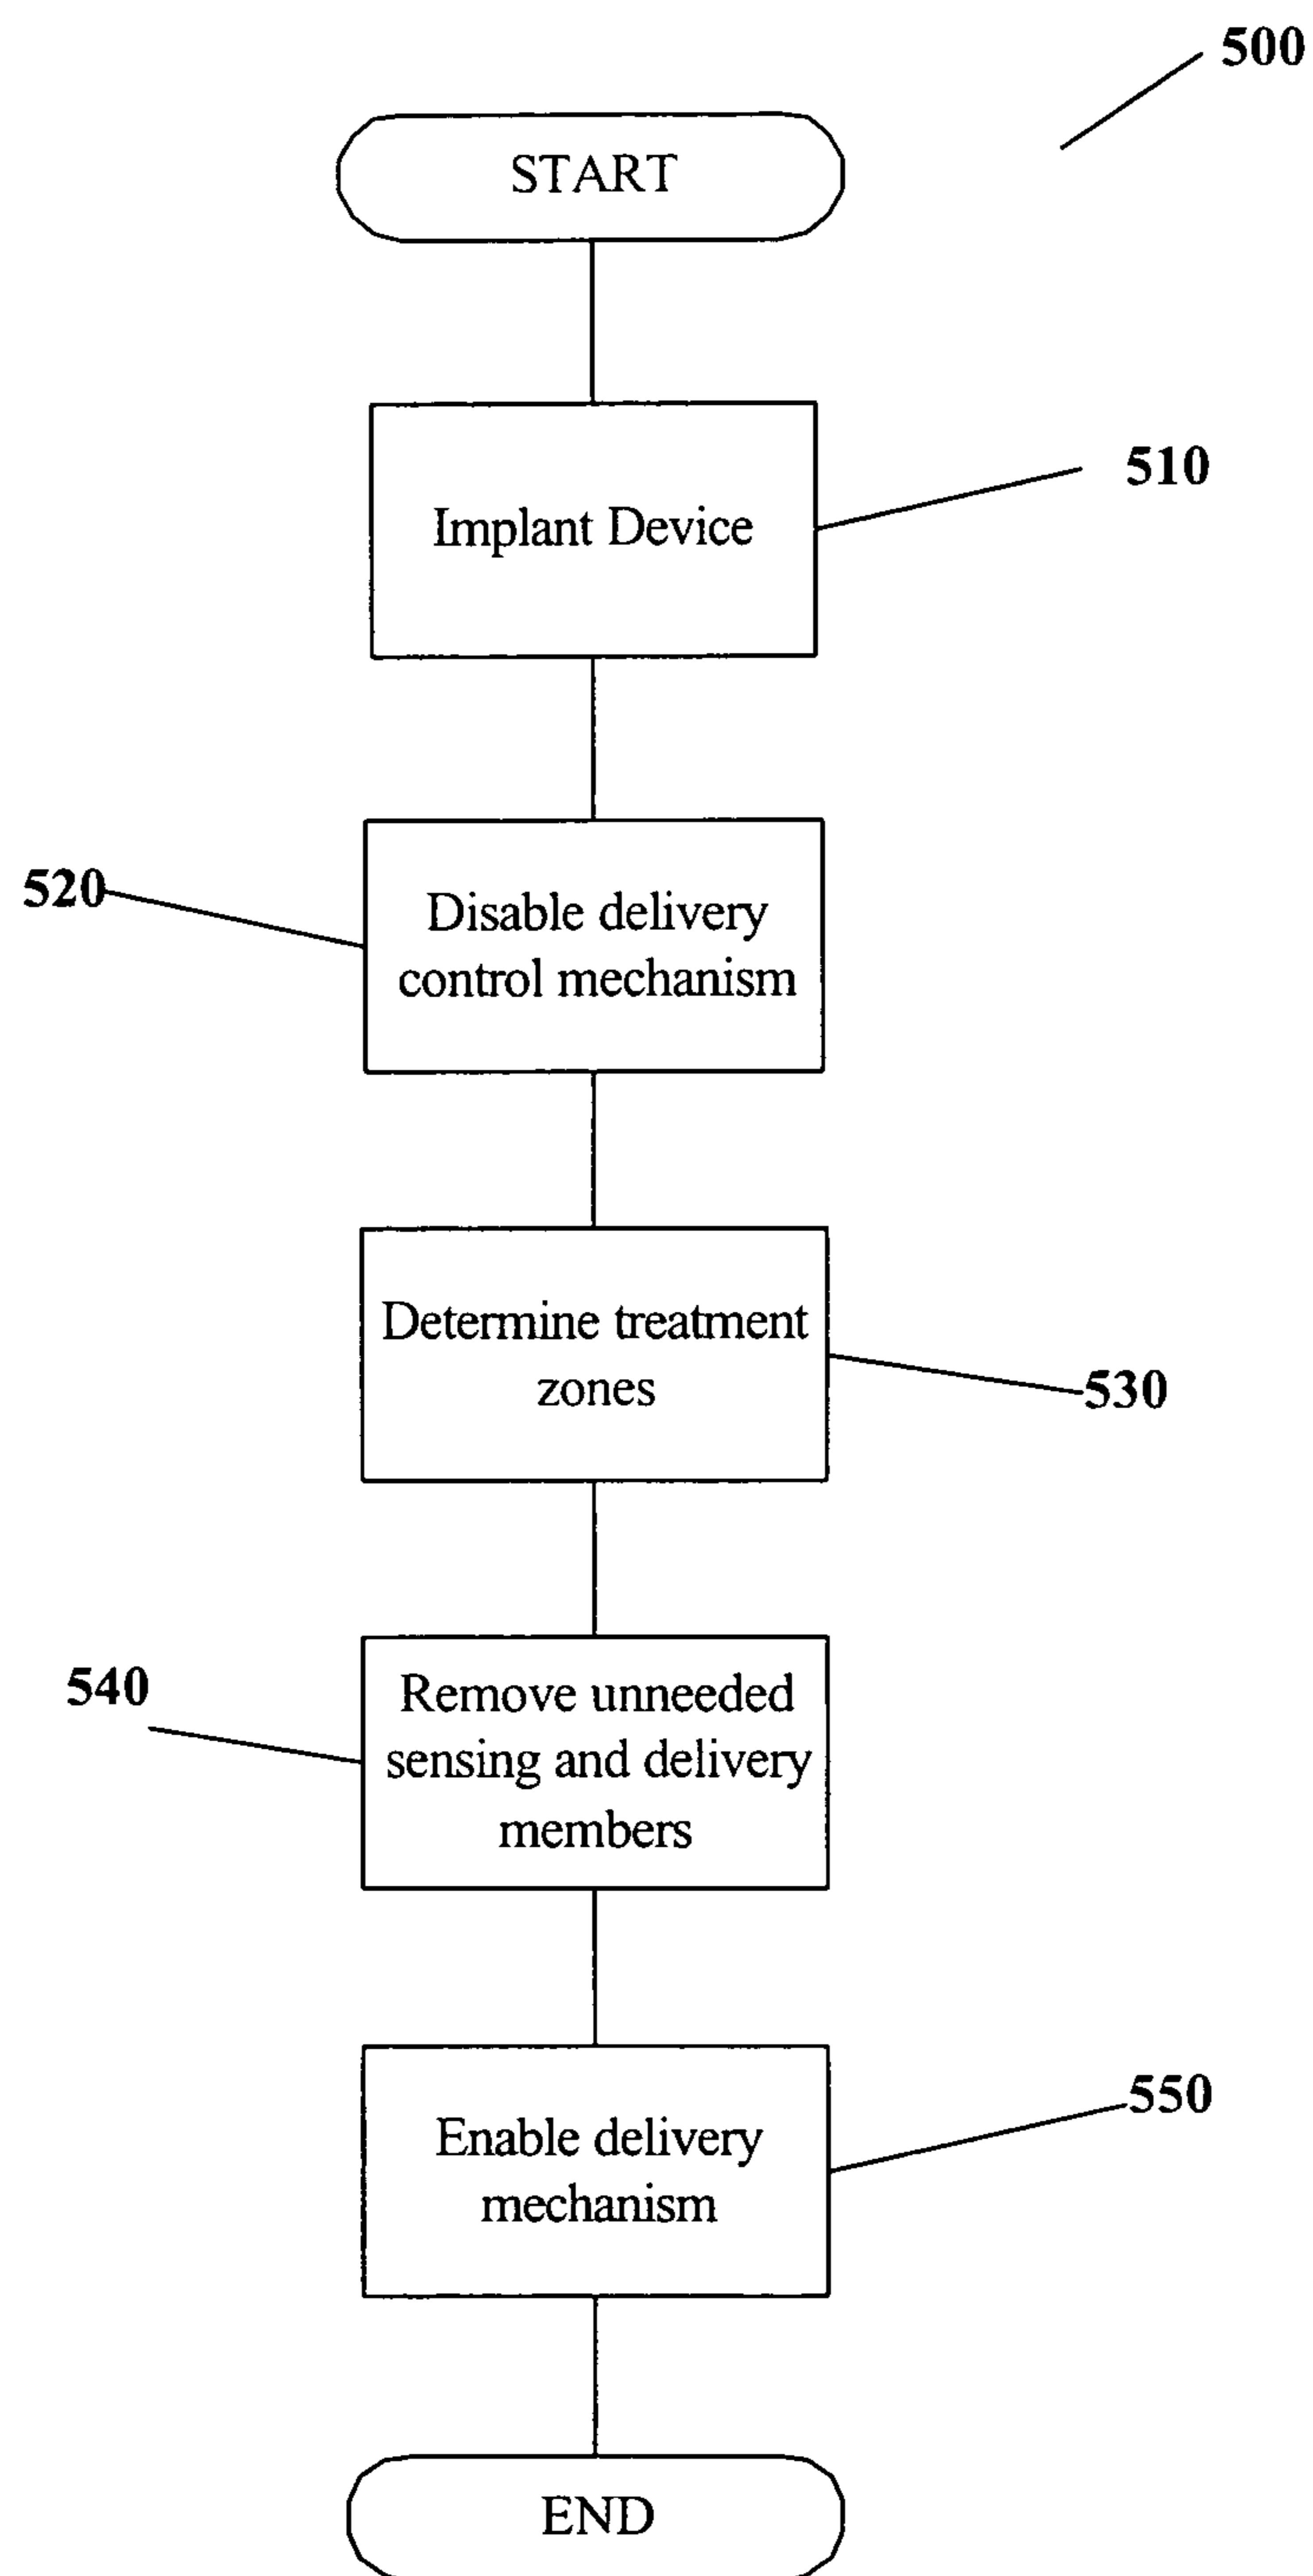 500
START
510
Implant Device
520
Disable delivery
control mechanism
Determine treatment
zones
530
540
Remove unneeded
sensing and delivery
members
550
Enable delivery
mechanism
END